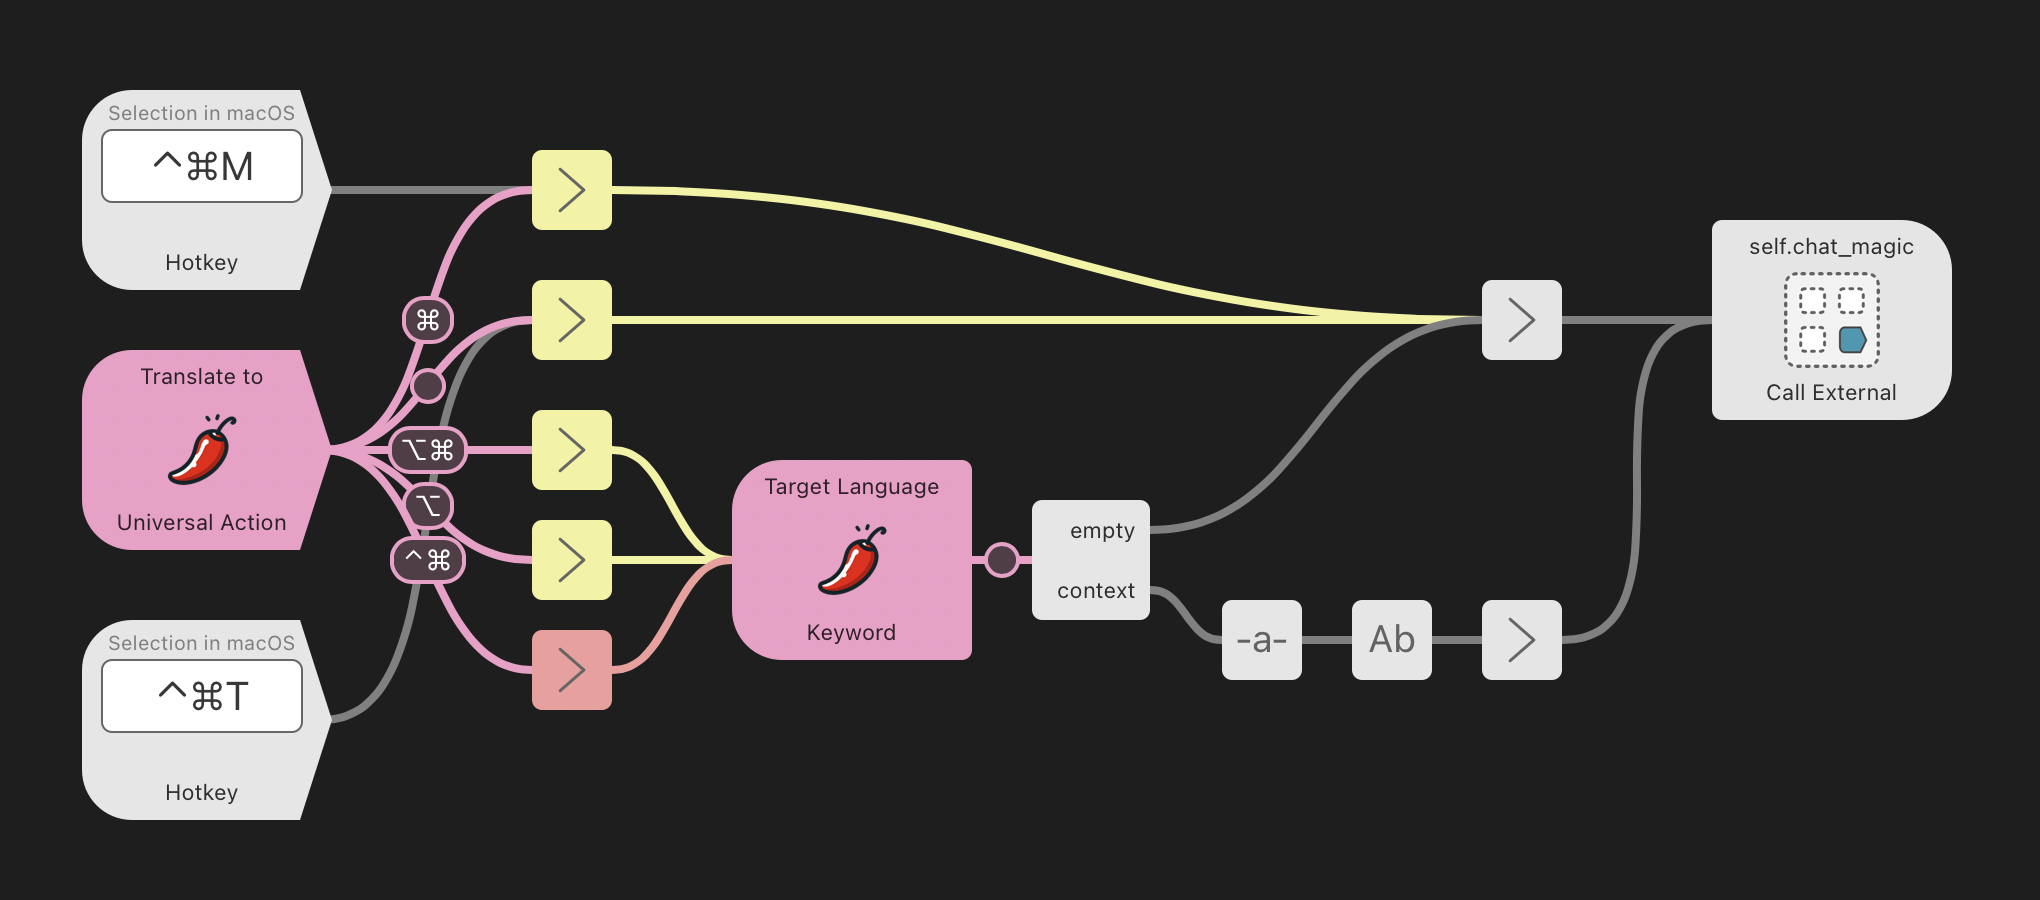 Selection in macOS
^⌘M
Hotkey
Translate to
Universal Action
Selection in macOS
^⌘T
Hotkey
⌘
⌥⌘
⌥
^⌘
Target Language
Keyword
empty
context
-a-
Ab
self.chat_magic
Call External